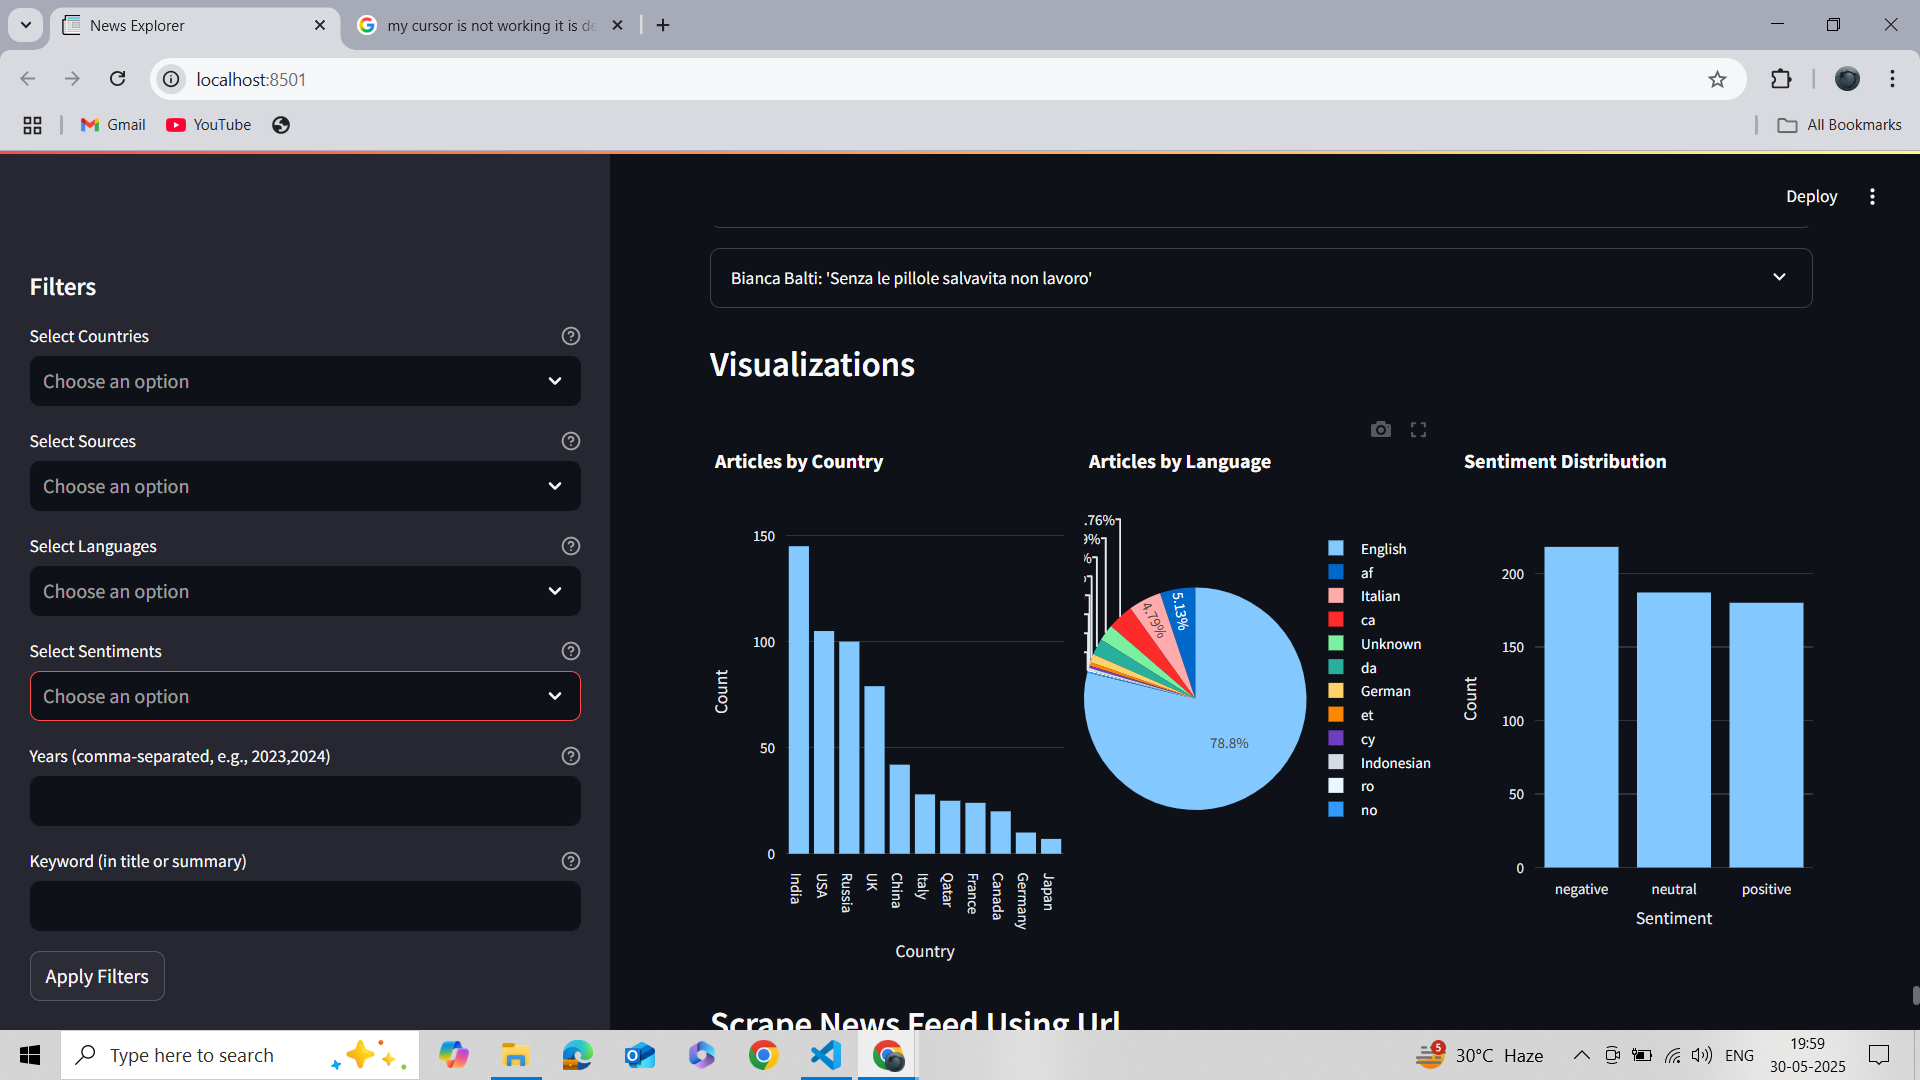 News Explorer
my cursor is not working it is de
localhost:8501
Gmail
YouTube
All Bookmarks
Deploy
Filters
Select Countries
Choose an option
Select Sources
Choose an option
Select Languages
Choose an option
Select Sentiments
Choose an option
Years (comma-separated, e.g., 2023,2024)
Keyword (in title or summary)
Apply Filters
Bianca Balti: 'Senza le pillole salvavita non lavoro'
Visualizations
Articles by Country
150
100
50
0
Count
India
USA
Russia
UK
China
Italy
Qatar
France
Canada
Germany
Japan
Country
Articles by Language
.76%
9%
%
5.13%
4.79%
78.8%
English
af
Italian
ca
Unknown
da
German
et
cy
Indonesian
ro
no
Sentiment Distribution
200
150
100
50
0
Count
negative
neutral
positive
Sentiment
Scrape News Feed Using Url
Type here to search
5
30°C Haze
ENG
19:59
30-05-2025